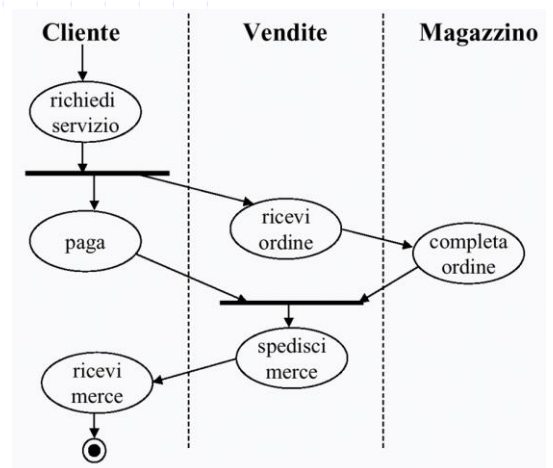 Cliente Vendite Magazzino
richiedi
servizio
paga
ricevi
ordine
completa
ordine
spedisci
merce
ricevi
merce